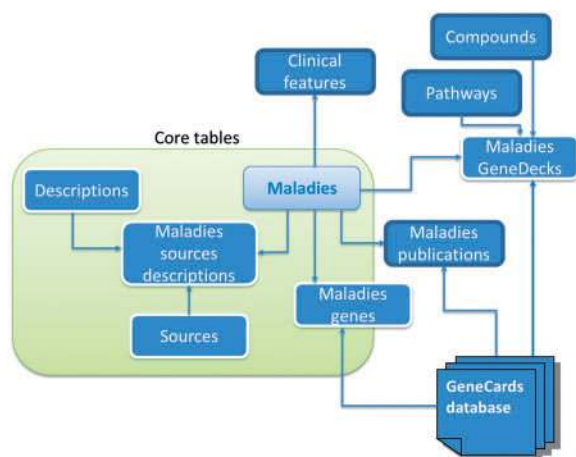 Compounds
Clinical
features
Pathways
Core tables
Maladies
GeneDecks
Descriptions
Maladies
Maladies
sources
descriptions
Maladies
publications
Maladies
genes
Sources
GeneCards
database